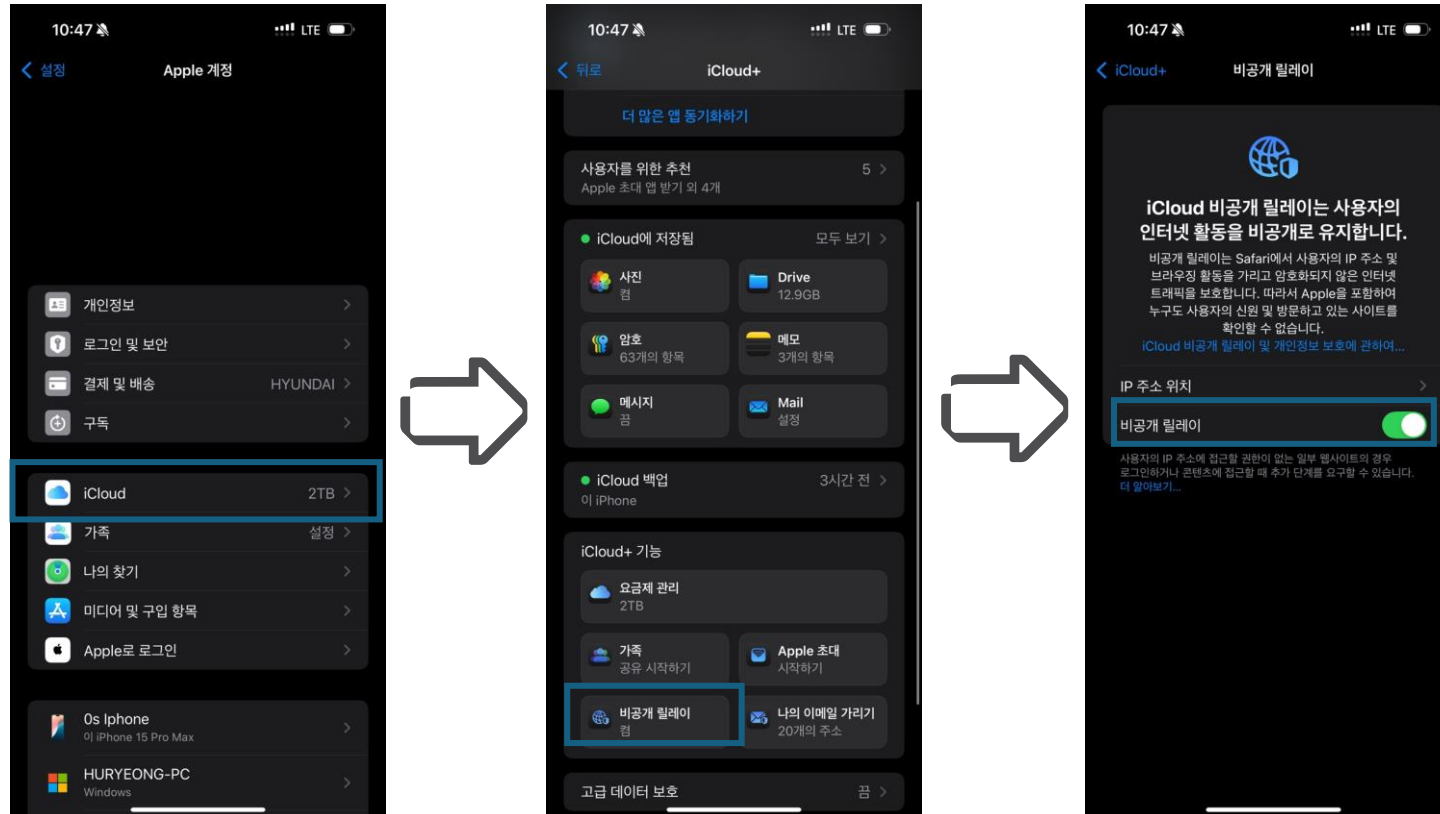 10:47
LTE
설정
Apple 계정
개인정보
로그인 및 보안
결제 및 배송
HYUNDAI
구독
iCloud
2TB
가족
설정
나의 찾기
미디어 및 구입 항목
Apple로 로그인
0s Iphone
이 iPhone 15 Pro Max
HURYEONG-PC
Windows
10:47
LTE
뒤로
iCloud+
더 많은 앱 동기화하기
사용자를 위한 추천
5
Apple 초대 앱 받기 외 4개
iCloud에 저장됨
모두 보기
사진
켬
Drive
12.9GB
암호
63개의 항목
메모
3개의 항목
메시지
끔
Mail
설정
iCloud 백업
3시간 전
이 iPhone
iCloud+ 기능
요금제 관리
2TB
가족
공유 시작하기
Apple 초대
시작하기
비공개 릴레이
켬
나의 이메일 가리기
20개의 주소
고급 데이터 보호
끔
10:47
LTE
iCloud+
비공개 릴레이
iCloud 비공개 릴레이는 사용자의
인터넷 활동을 비공개로 유지합니다.
비공개 릴레이는 Safari에서 사용자의 IP 주소 및
브라우징 활동을 가리고 암호화되지 않은 인터넷
트래픽을 보호합니다. 따라서 Apple을 포함하여
누구도 사용자의 신원 및 방문하고 있는 사이트를
확인할 수 없습니다.
iCloud 비공개 릴레이 및 개인정보 보호에 관하여...
IP 주소 위치
비공개 릴레이
사용자의 IP 주소에 접근할 권한이 없는 일부 웹사이트의 경우
로그인하거나 콘텐츠에 접근할 때 추가 단계를 요구할 수 있습니다.
더 알아보기...